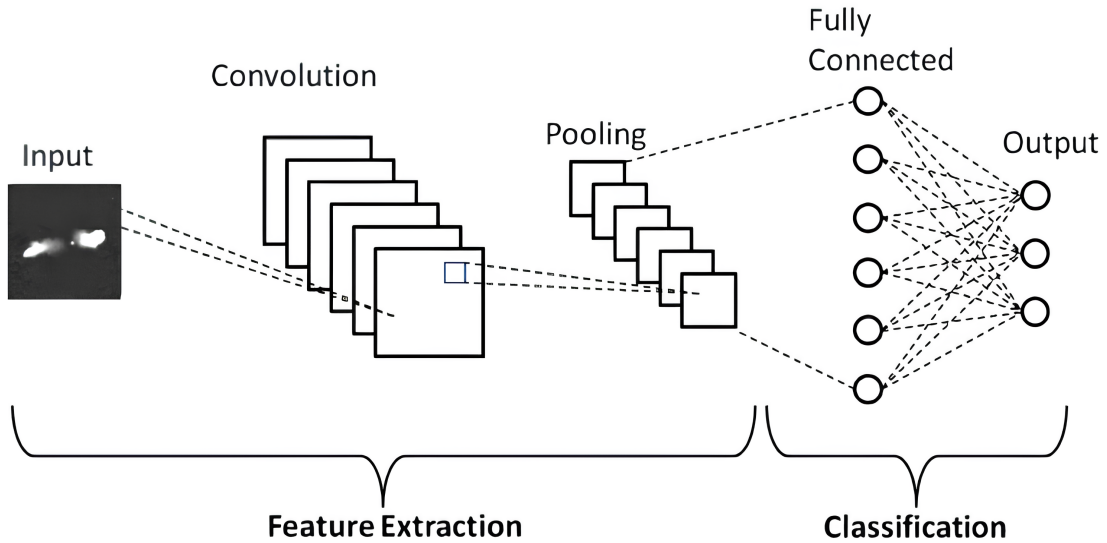 Fully
Connected
Convolution
Pooling
Output
Input
Feature Extraction
Classification